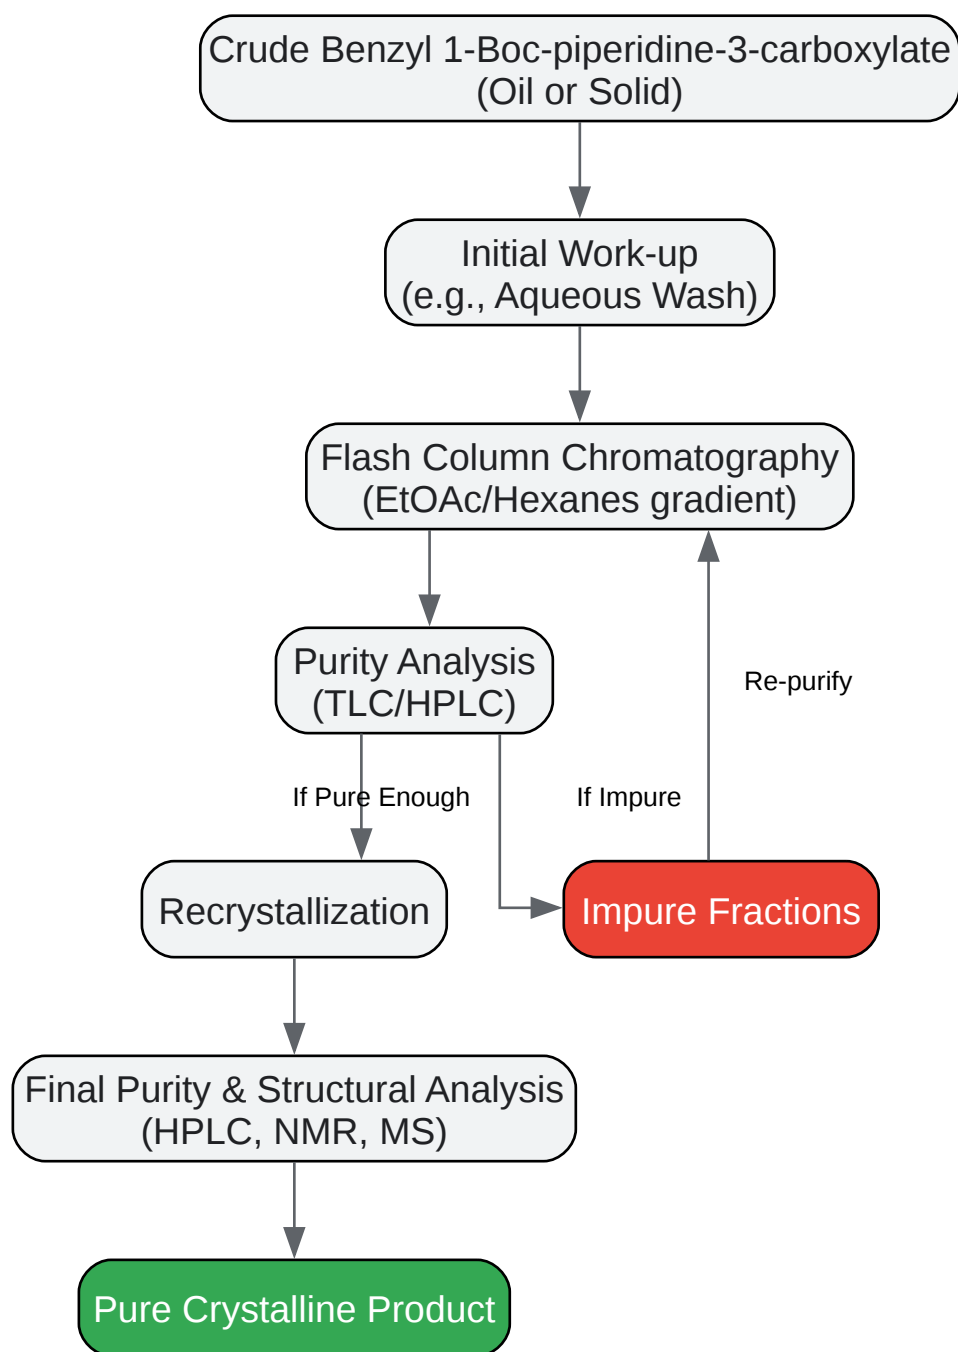 Crude Benzyl 1-Boc-piperidine-3-carboxylate
(Oil or Solid)
Initial Work-up
(e.g., Aqueous Wash)
Flash Column Chromatography
(EtOAc/Hexanes gradient)
Purity Analysis
(TLC/HPLC)
Re-purify
If Pure Enough
If Impure
Recrystallization
Impure Fractions
Final Purity & Structural Analysis
(HPLC, NMR, MS)
Pure Crystalline Product